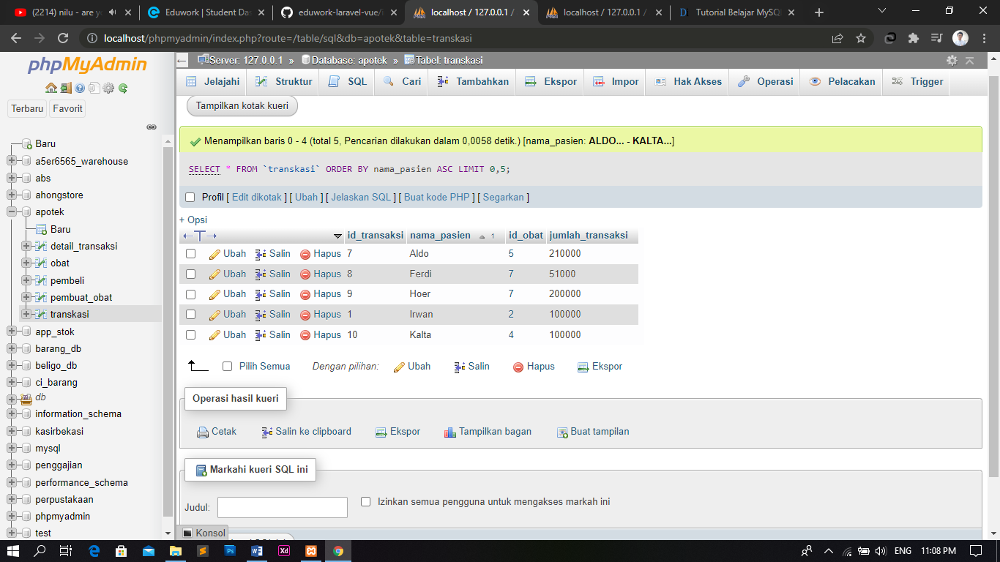 (2214) nilu - are yo
Eduwork | Student Das
eduwork-laravel-vue/j
localhost / 127.0.0.1 /
localhost / 127.0.0.1 /
Tutorial Belajar MySQL
localhost/phpmyadmin/index.php?route=/table/sql&db=apotek&table=transkasi
phpMyAdmin
Terbaru Favorit
Baru
a5er6565_warehouse
abs
ahongstore
apotek
Baru
detail_transaksi
obat
pembeli
pembuat_obat
transkasi
app_stok
barang_db
beligo_db
ci_barang
db
information_schema
kasirbekasi
mysql
penggajian
performance_schema
perpustakaan
phpmyadmin
test
Server: 127.0.0.1 » Database: apotek » Tabel: transkasi
Jelajahi Struktur SQL Cari Tambahkan Ekspor Impor Hak Akses Operasi Pelacakan Trigger
Tampilkan kotak kueri
Menampilkan baris 0 - 4 (total 5, Pencarian dilakukan dalam 0,0058 detik.) [nama_pasien: ALDO... - KALTA...]
SELECT * FROM `transkasi` ORDER BY nama_pasien ASC LIMIT 0,5;
Profil [ Edit dikotak ] [ Ubah ] [ Jelaskan SQL ] [ Buat kode PHP ] [ Segarkan ]
+ Opsi
←T→ id_transaksi nama_pasien 1 id_obat jumlah_transaksi
Ubah Salin Hapus 7 Aldo 5 210000
Ubah Salin Hapus 8 Ferdi 7 51000
Ubah Salin Hapus 9 Hoer 7 200000
Ubah Salin Hapus 1 Irwan 2 100000
Ubah Salin Hapus 10 Kalta 4 100000
Pilih Semua Dengan pilihan: Ubah Salin Hapus Ekspor
Operasi hasil kueri
Cetak Salin ke clipboard Ekspor Tampilkan bagan Buat tampilan
Markahi kueri SQL ini
Judul: Izinkan semua pengguna untuk mengakses markah ini
Konsol
ENG 11:08 PM